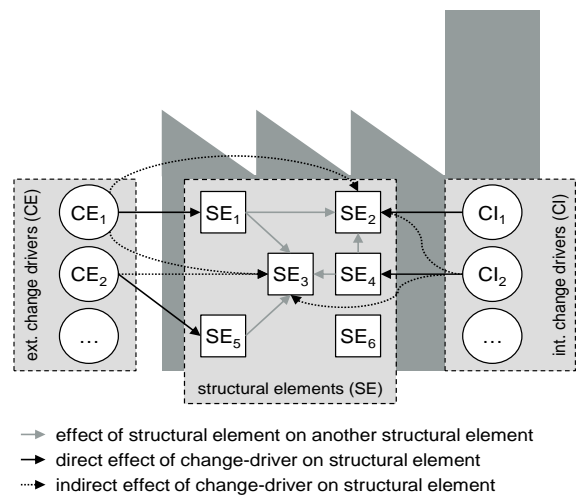 ext. change drivers (CE)
CE1
CE2
...
SE1
SE2
SE3
SE4
SE5
SE6
structural elements (SE)
CI1
CI2
...
int. change drivers (CI)
effect of structural element on another structural element
direct effect of change-driver on structural element
indirect effect of change-driver on structural element